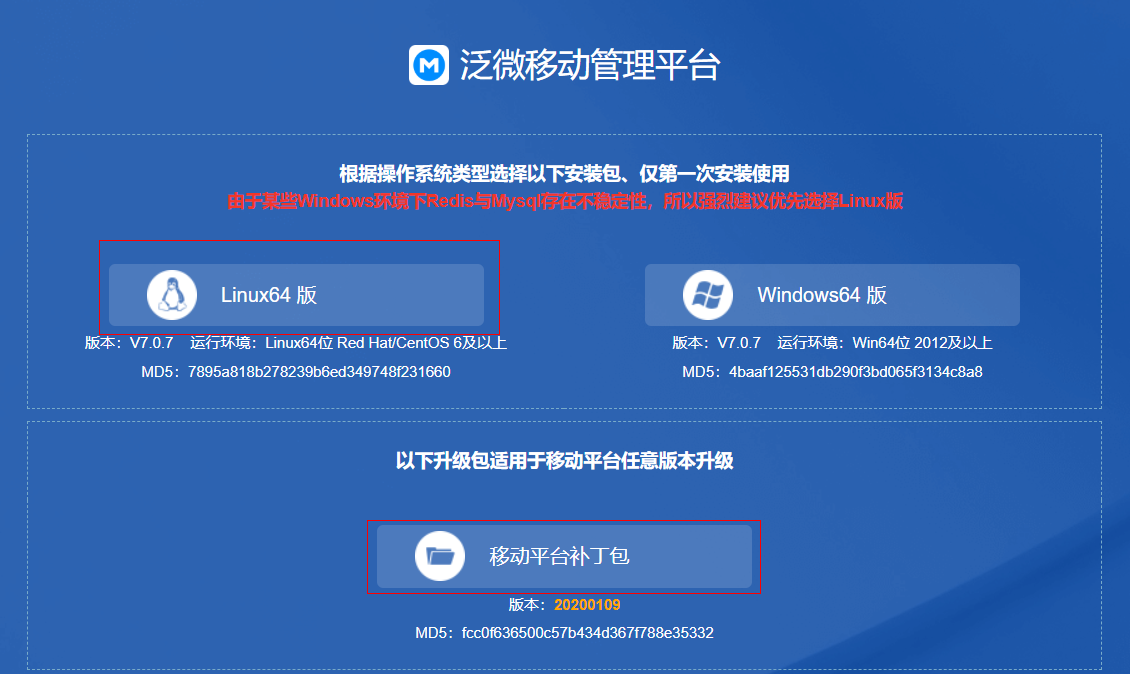 泛微移动管理平台
根据操作系统类型选择以下安装包、仅第一次安装使用
由于某些Windows环境下Redis与Mysql存在不稳定性，所以强烈建议优先选择Linux版
Linux64 版
版本：V7.0.7 运行环境：Linux64位 Red Hat/CentOS 6及以上
MD5：7895a818b278239b6ed349748f231660
Windows64 版
版本：V7.0.7 运行环境：Win64位 2012及以上
MD5：4baaf125531db290f3bd065f3134c8a8
以下升级包适用于移动平台任意版本升级
移动平台补丁包
版本：20200109
MD5：fcc0f636500c57b434d367f788e35332